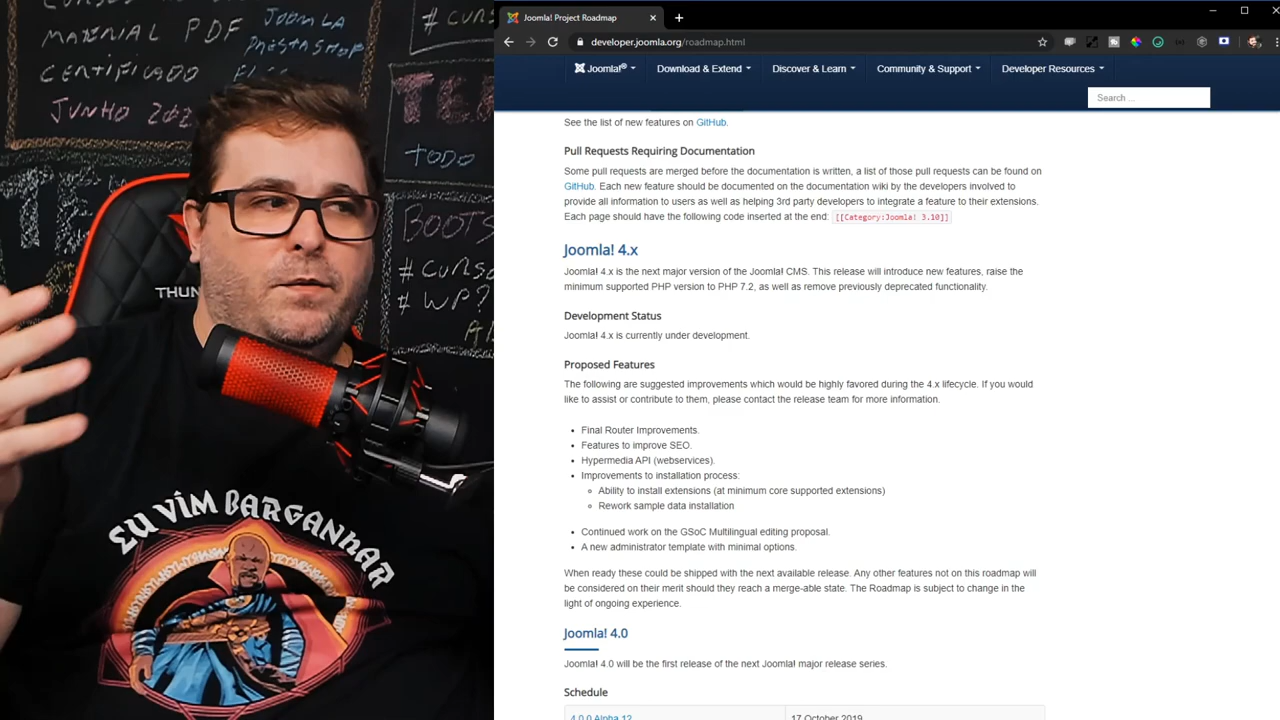 MATERIAL PDF
CERTIFICADO
JUNHO
JOOMLA
PRESTASHOP
TODO
THUN
EU VIM BARGANHAR
Joomla! Project Roadmap
developer.joomla.org/roadmap.html
Joomla!® Download & Extend Discover & Learn Community & Support Developer Resources
Search ...
See the list of new features on GitHub.
Pull Requests Requiring Documentation
Some pull requests are merged before the documentation is written, a list of those pull requests can be found on
GitHub. Each new feature should be documented on the documentation wiki by the developers involved to
provide all information to users as well as helping 3rd party developers to integrate a feature to their extensions.
Each page should have the following code inserted at the end: [[Category:Joomla! 3.10]]
Joomla! 4.x
Joomla! 4.x is the next major version of the Joomla! CMS. This release will introduce new features, raise the
minimum supported PHP version to PHP 7.2, as well as remove previously deprecated functionality.
Development Status
Joomla! 4.x is currently under development.
Proposed Features
The following are suggested improvements which would be highly favored during the 4.x lifecycle. If you would
like to assist or contribute to them, please contact the release team for more information.
Final Router Improvements.
Features to improve SEO.
Hypermedia API (webservices).
Improvements to installation process:
Ability to install extensions (at minimum core supported extensions)
Rework sample data installation
Continued work on the GSoC Multilingual editing proposal.
A new administrator template with minimal options.
When ready these could be shipped with the next available release. Any other features not on this roadmap will
be considered on their merit should they reach a merge-able state. The Roadmap is subject to change in the
light of ongoing experience.
Joomla! 4.0
Joomla! 4.0 will be the first release of the next Joomla! major release series.
Schedule
4.0.0 Alpha 12 17 October 2019